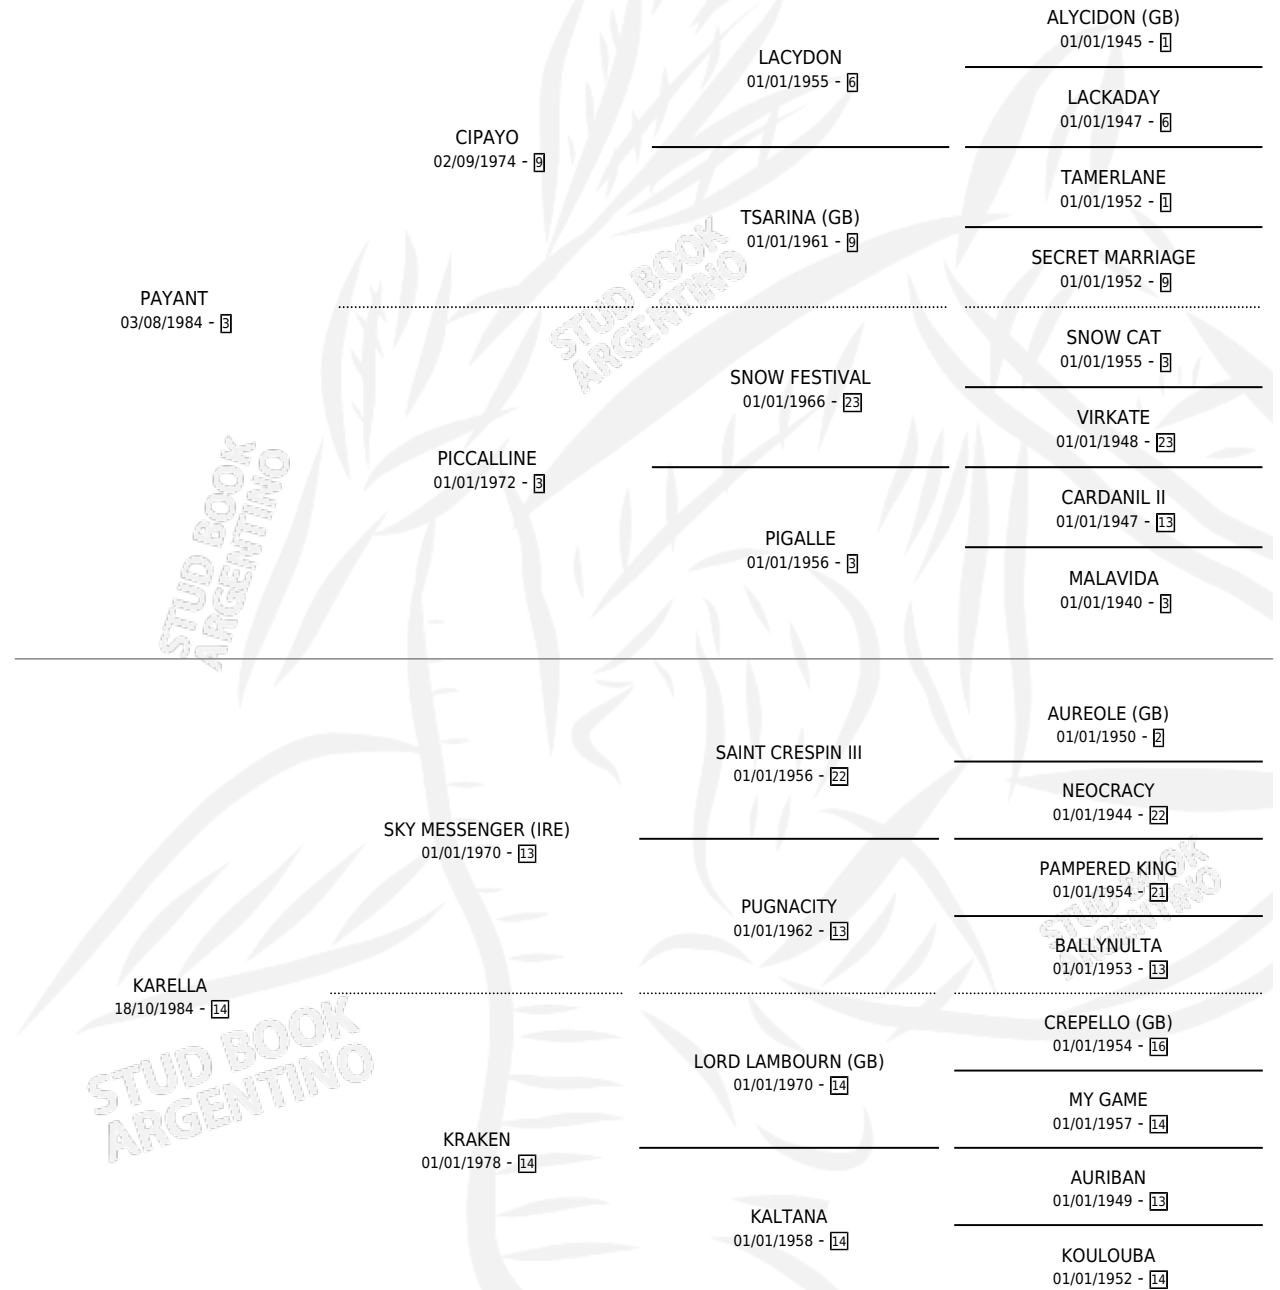 ALYCIDON (GB)
01/01/1945 - 1
LACYDON
01/01/1955 - 6
LACKADAY
01/01/1947 - 6
CIPAYO
02/09/1974 - 9
TAMERLANE
01/01/1952 - 1
TSARINA (GB)
01/01/1961 - 9
SECRET MARRIAGE
01/01/1952 - 9
PAYANT
03/08/1984 - 3
SNOW CAT
01/01/1955 - 3
SNOW FESTIVAL
01/01/1966 - 23
VIRKATE
01/01/1948 - 23
PICCALLINE
01/01/1972 - 3
CARDANIL II
01/01/1947 - 13
PIGALLE
01/01/1956 - 3
MALAVIDA
01/01/1940 - 3
STUD BOOK
ARGENTINO
STUD BOOK
ARGENTINO
AUREOLE (GB)
01/01/1950 - 2
SAINT CRESPIN III
01/01/1956 - 22
NEOCRACY
01/01/1944 - 22
SKY MESSENGER (IRE)
01/01/1970 - 13
PAMPERED KING
01/01/1954 - 21
PUGNACITY
01/01/1962 - 13
BALLYNULTA
01/01/1953 - 13
STUD BOOK
ARGENTINO
KARELLA
18/10/1984 - 14
CREPELLO (GB)
01/01/1954 - 16
LORD LAMBOURN (GB)
01/01/1970 - 14
MY GAME
01/01/1957 - 14
STUD BOOK
ARGENTINO
KRAKEN
01/01/1978 - 14
AURIBAN
01/01/1949 - 13
KALTANA
01/01/1958 - 14
KOULOUBA
01/01/1952 - 14